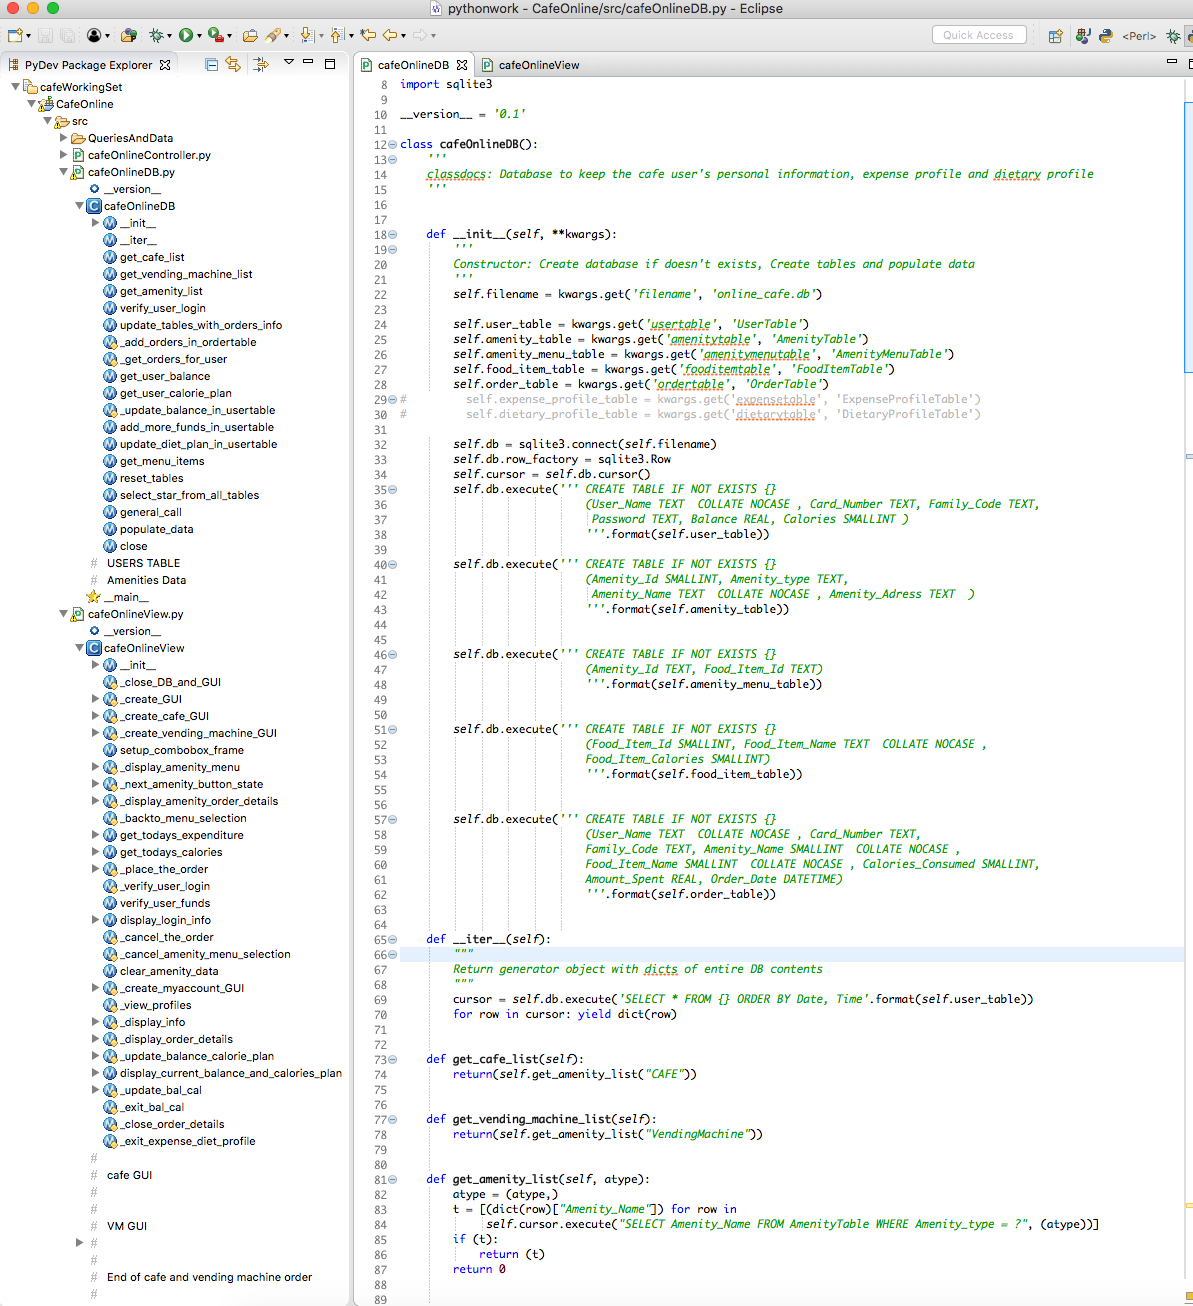 pythonwork - CafeOnline/src/cafeOnlineDB.py - Eclipse
Quick Access
<Perl>
PyDev Package Explorer
cafeWorkingSet
CafeOnline
src
QueriesAndData
cafeOnlineController.py
cafeOnlineDB.py
__version__
cafeOnlineDB
__init__
__iter__
get_cafe_list
get_vending_machine_list
get_amenity_list
verify_user_login
update_tables_with_orders_info
_add_orders_in_ordertable
_get_orders_for_user
get_user_balance
get_user_calorie_plan
_update_balance_in_usertable
add_more_funds_in_usertable
update_diet_plan_in_usertable
get_menu_items
reset_tables
select_star_from_all_tables
general_call
populate_data
close
# USERS TABLE
# Amenities Data
__main__
cafeOnlineView.py
__version__
cafeOnlineView
__init__
_close_DB_and_GUI
_create_GUI
_create_cafe_GUI
_create_vending_machine_GUI
setup_combobox_frame
_display_amenity_menu
_next_amenity_button_state
_display_amenity_order_details
_backto_menu_selection
get_todays_expenditure
get_todays_calories
_place_the_order
_verify_user_login
verify_user_funds
display_login_info
_cancel_the_order
_cancel_amenity_menu_selection
clear_amenity_data
_create_myaccount_GUI
_view_profiles
_display_info
_display_order_details
_update_balance_calorie_plan
display_current_balance_and_calories_plan
_update_bal_cal
_exit_bal_cal
_close_order_details
_exit_expense_diet_profile
#
# cafe GUI
#
#
# VM GUI
#
#
# End of cafe and vending machine order
#
cafeOnlineDB
cafeOnlineView
8 import sqlite3
9
10 __version__ = '0.1'
11
12 class cafeOnlineDB():
13     '''
14     classdocs: Database to keep the cafe user's personal information, expense profile and dietary profile
15     '''
16
17
18     def __init__(self, **kwargs):
19         '''
20         Constructor: Create database if doesn't exists, Create tables and populate data
21         '''
22         self.filename = kwargs.get('filename', 'online_cafe.db')
23
24         self.user_table = kwargs.get('usertable', 'UserTable')
25         self.amenity_table = kwargs.get('amenitytable', 'AmenityTable')
26         self.amenity_menu_table = kwargs.get('amenitymenutable', 'AmenityMenuTable')
27         self.food_item_table = kwargs.get('fooditemtable', 'FoodItemTable')
28         self.order_table = kwargs.get('ordertable', 'OrderTable')
29 #         self.expense_profile_table = kwargs.get('expensetable', 'ExpenseProfileTable')
30 #         self.dietary_profile_table = kwargs.get('dietarytable', 'DietaryProfileTable')
31
32         self.db = sqlite3.connect(self.filename)
33         self.db.row_factory = sqlite3.Row
34         self.cursor = self.db.cursor()
35         self.db.execute(''' CREATE TABLE IF NOT EXISTS {}
36                             (User_Name TEXT  COLLATE NOCASE , Card_Number TEXT, Family_Code TEXT,
37                              Password TEXT, Balance REAL, Calories SMALLINT )
38                             '''.format(self.user_table))
39
40         self.db.execute(''' CREATE TABLE IF NOT EXISTS {}
41                             (Amenity_Id SMALLINT, Amenity_type TEXT,
42                              Amenity_Name TEXT  COLLATE NOCASE , Amenity_Adress TEXT  )
43                             '''.format(self.amenity_table))
44
45
46         self.db.execute(''' CREATE TABLE IF NOT EXISTS {}
47                             (Amenity_Id TEXT, Food_Item_Id TEXT)
48                             '''.format(self.amenity_menu_table))
49
50
51         self.db.execute(''' CREATE TABLE IF NOT EXISTS {}
52                             (Food_Item_Id SMALLINT, Food_Item_Name TEXT  COLLATE NOCASE ,
53                             Food_Item_Calories SMALLINT)
54                             '''.format(self.food_item_table))
55
56
57         self.db.execute(''' CREATE TABLE IF NOT EXISTS {}
58                             (User_Name TEXT  COLLATE NOCASE , Card_Number TEXT,
59                             Family_Code TEXT, Amenity_Name SMALLINT  COLLATE NOCASE ,
60                             Food_Item_Name SMALLINT  COLLATE NOCASE , Calories_Consumed SMALLINT,
61                             Amount_Spent REAL, Order_Date DATETIME)
62                             '''.format(self.order_table))
63
64
65     def __iter__(self):
66         """
67         Return generator object with dicts of entire DB contents
68         """
69         cursor = self.db.execute('SELECT * FROM {} ORDER BY Date, Time'.format(self.user_table))
70         for row in cursor: yield dict(row)
71
72
73     def get_cafe_list(self):
74         return(self.get_amenity_list("CAFE"))
75
76
77     def get_vending_machine_list(self):
78         return(self.get_amenity_list("VendingMachine"))
79
80
81     def get_amenity_list(self, atype):
82         atype = (atype,)
83         t = [(dict(row)["Amenity_Name"]) for row in
84              self.cursor.execute("SELECT Amenity_Name FROM AmenityTable WHERE Amenity_type = ?", (atype))]
85         if (t):
86             return (t)
87         return 0
88
89